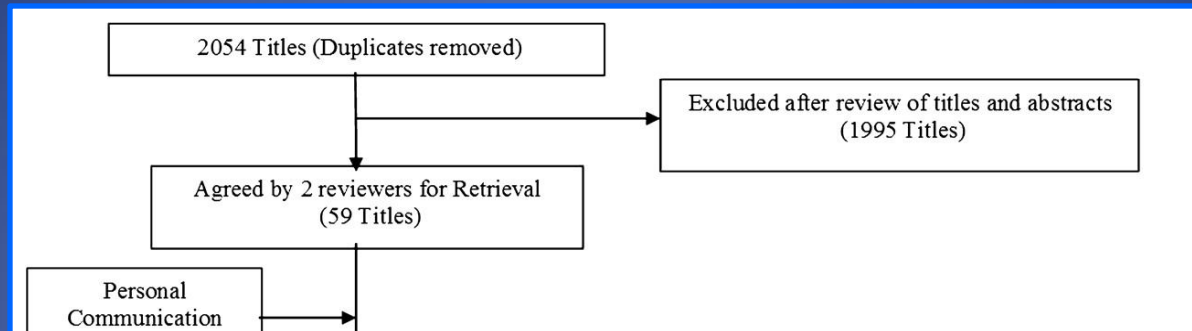 2054 Titles (Duplicates removed)
Excluded after review of titles and abstracts
(1995 Titles)
Agreed by 2 reviewers for Retrieval
(59 Titles)
Personal
Communication